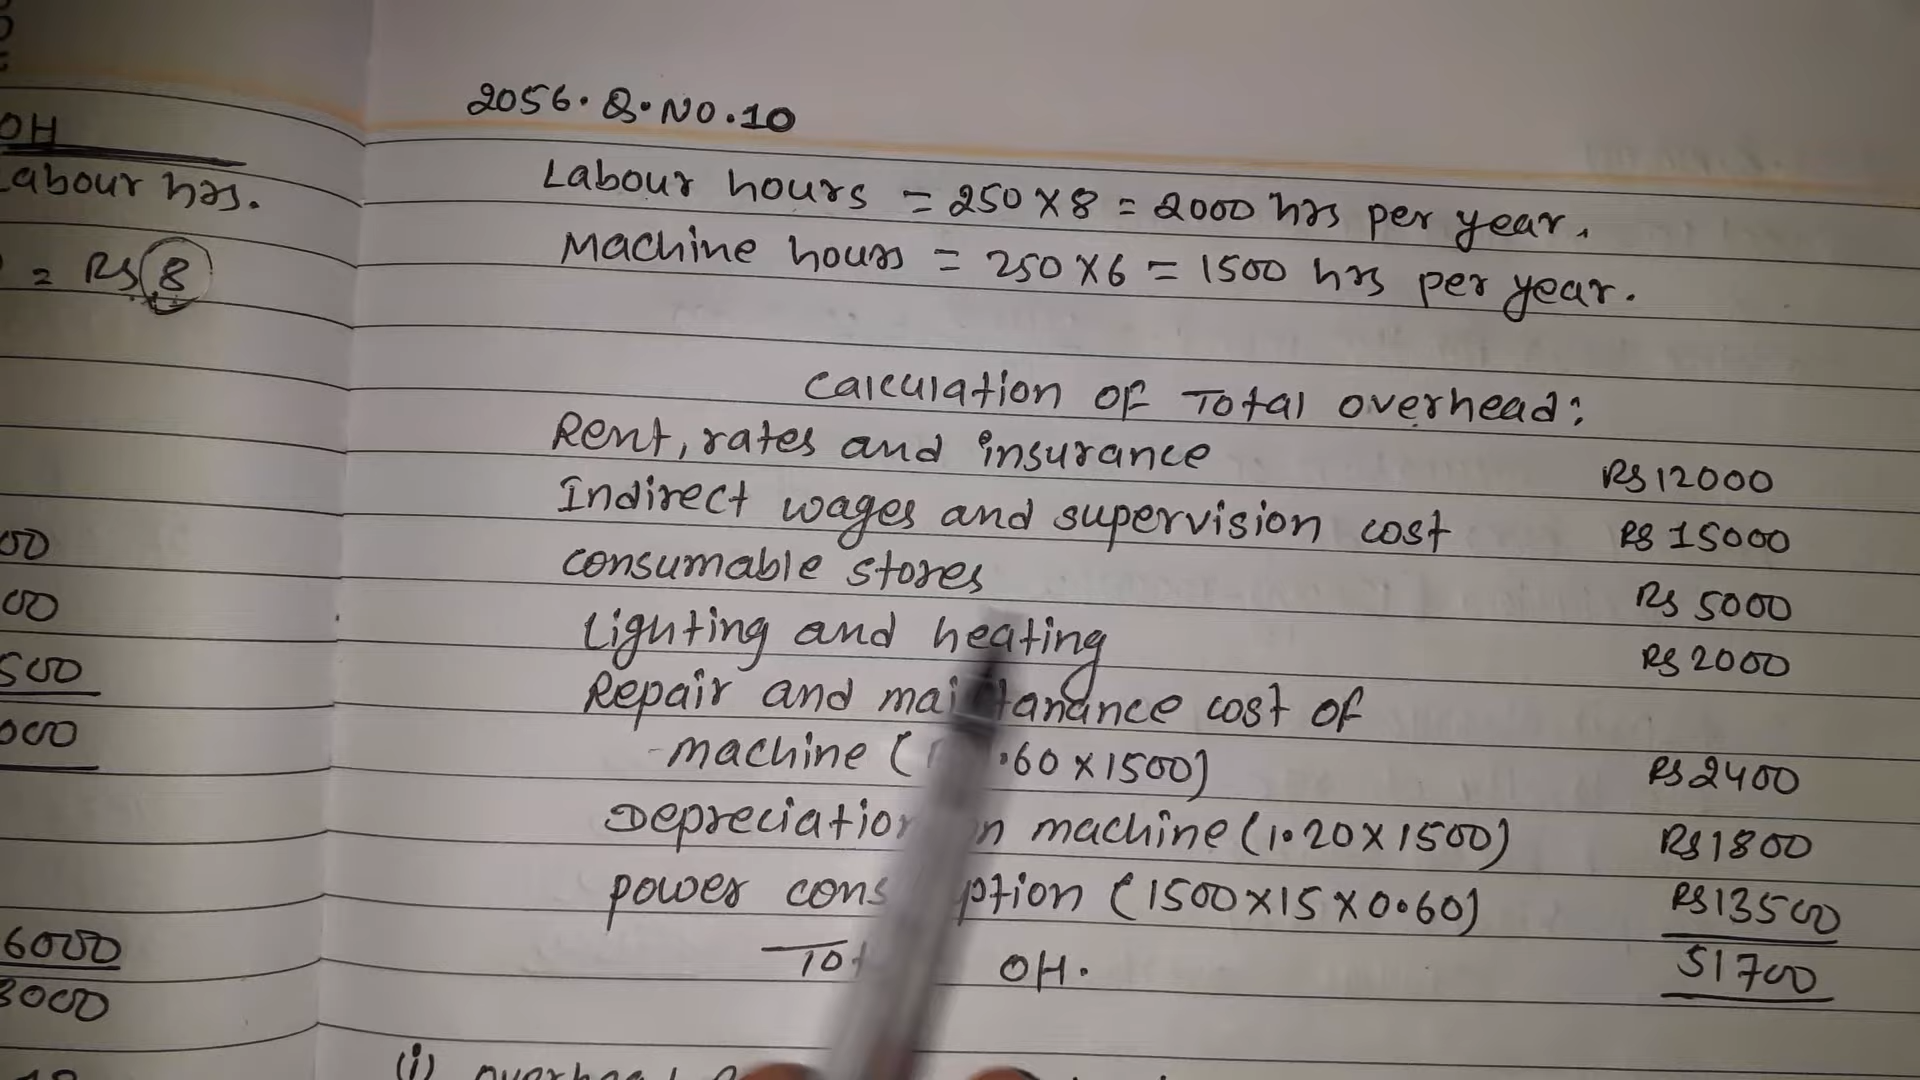 OH
Labour hrs.
= Rs 8
00
00
500
000
6000
3000
2056. Q. NO. 10
Labour hours = 250 X 8 = 2000 hrs per year.
Machine hours = 250 X 6 = 1500 hrs per year.
Calculation of Total overhead:
Rent, rates and insurance Rs 12000
Indirect wages and supervision cost Rs 15000
consumable stores Rs 5000
Lighting and heating Rs 2000
Repair and maintanance cost of
machine ( .60 X 1500) Rs 2400
Depreciation on machine (1.20 X 1500) Rs 1800
power consumption (1500 X 15 X 0.60) Rs 13500
Total OH. 51700
(i)